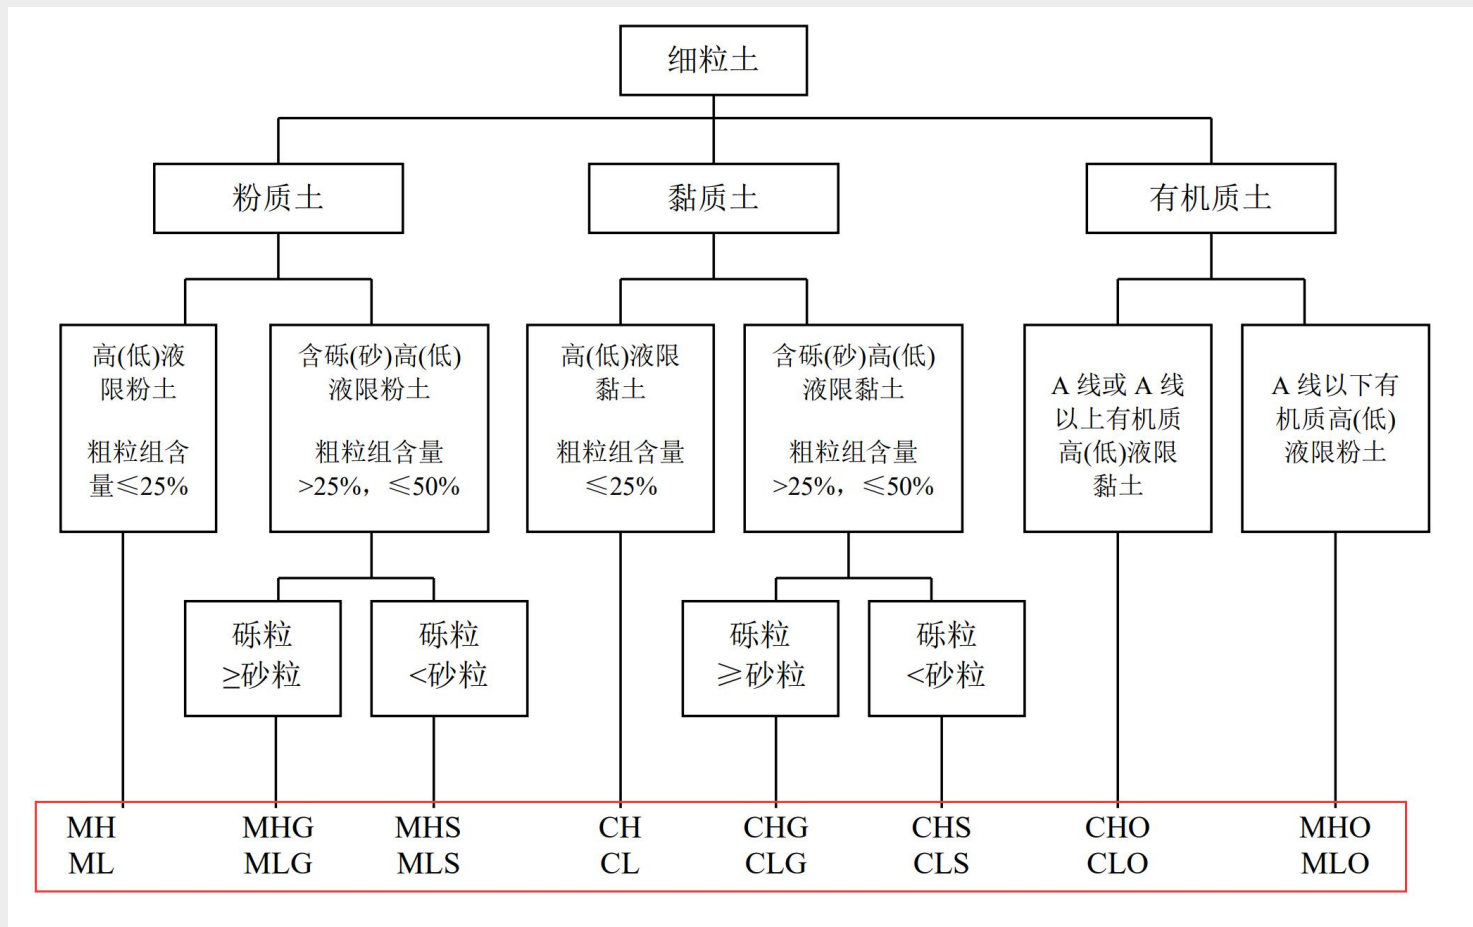 细粒土
粉质土
黏质土
有机质土
高(低)液
限粉土
粗粒组含
量≤25%
含砾(砂)高(低)
液限粉土
粗粒组含量
>25%，≤50%
高(低)液限
黏土
粗粒组含量
≤25%
含砾(砂)高(低)
液限黏土
粗粒组含量
>25%，≤50%
A 线或 A 线
以上有机质
高(低)液限
黏土
A 线以下有
机质高(低)
液限粉土
砾粒
≥砂粒
砾粒
<砂粒
砾粒
≥砂粒
砾粒
<砂粒
MH
ML
MHG
MLG
MHS
MLS
CH
CL
CHG
CLG
CHS
CLS
CHO
CLO
MHO
MLO